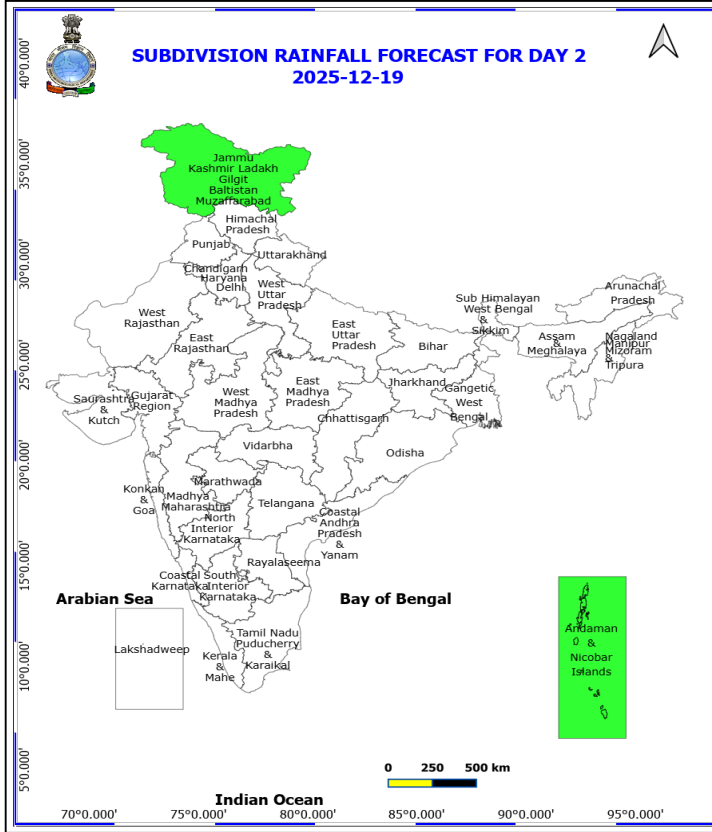 SUBDIVISION RAINFALL FORECAST FOR DAY 2
2025-12-19
40°0.000'
35°0.000'
30°0.000'
25°0.000'
20°0.000'
15°0.000'
10°0.000'
5°0.000'
Jammu
Kashmir Ladakh
Gilgit
Baltistan
Muzaffarabad
Himachal
Pradesh
Punjab
Uttarakhand
Chandigarh
Haryana
Delhi
West
Uttar
Pradesh
West
Rajasthan
East
Rajasthan
East
Uttar
Pradesh
Bihar
Sub Himalayan
West Bengal
&
Sikkim
Arunachal
Pradesh
Assam
&
Meghalaya
Nagaland
Manipur
Mizoram
&
Tripura
Saurashtra
&
Kutch
Gujarat
Region
West
Madhya
Pradesh
East
Madhya
Pradesh
Jharkhand
Gangetic
West
Bengal
Chhattisgarh
Odisha
Vidarbha
Marathwada
Konkan
&
Goa
Madhya
Maharashtra
Telangana
North
Interior
Karnataka
Coastal
Andhra
Pradesh
&
Yanam
Rayalaseema
Coastal
Karnataka
South
Interior
Karnataka
Arabian Sea
Bay of Bengal
Lakshadweep
Kerala
&
Mahe
Tamil Nadu
Puducherry
&
Karaikal
Andaman
&
Nicobar
Islands
0 250 500 km
Indian Ocean
70°0.000' 75°0.000' 80°0.000' 85°0.000' 90°0.000' 95°0.000'